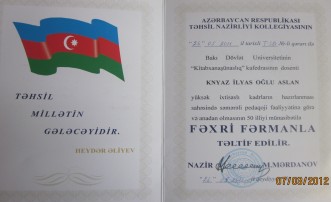 TƏHSİL
MİLLƏTİN
GƏLƏCƏYİDİR.
HEYDƏR ƏLİYEV
AZƏRBAYCAN RESPUBLİKASI
TƏHSİL NAZİRLİYİ KOLLEGİYASININ
Bakı Dövlət Universitetinin
"Kitabxanaşünaslıq" kafedrasının dosenti
KNYAZ İLYAS OĞLU ASLAN
yüksək ixtisaslı kadrların hazırlanması
sahəsində səmərəli pedaqoji fəaliyyətinə görə
və anadan olmasının 50 illiyi münasibətilə
FƏXRİ FƏRMANLA
TƏLTİF EDİLİR.
NAZİR M.MƏRDANOV
07/03/2012